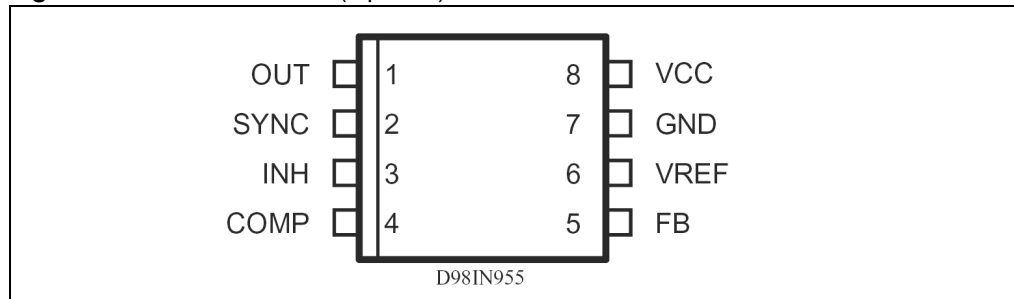 OUT 1 8 VCC
SYNC 2 7 GND
INH 3 6 VREF
COMP 4 5 FB
D98IN955